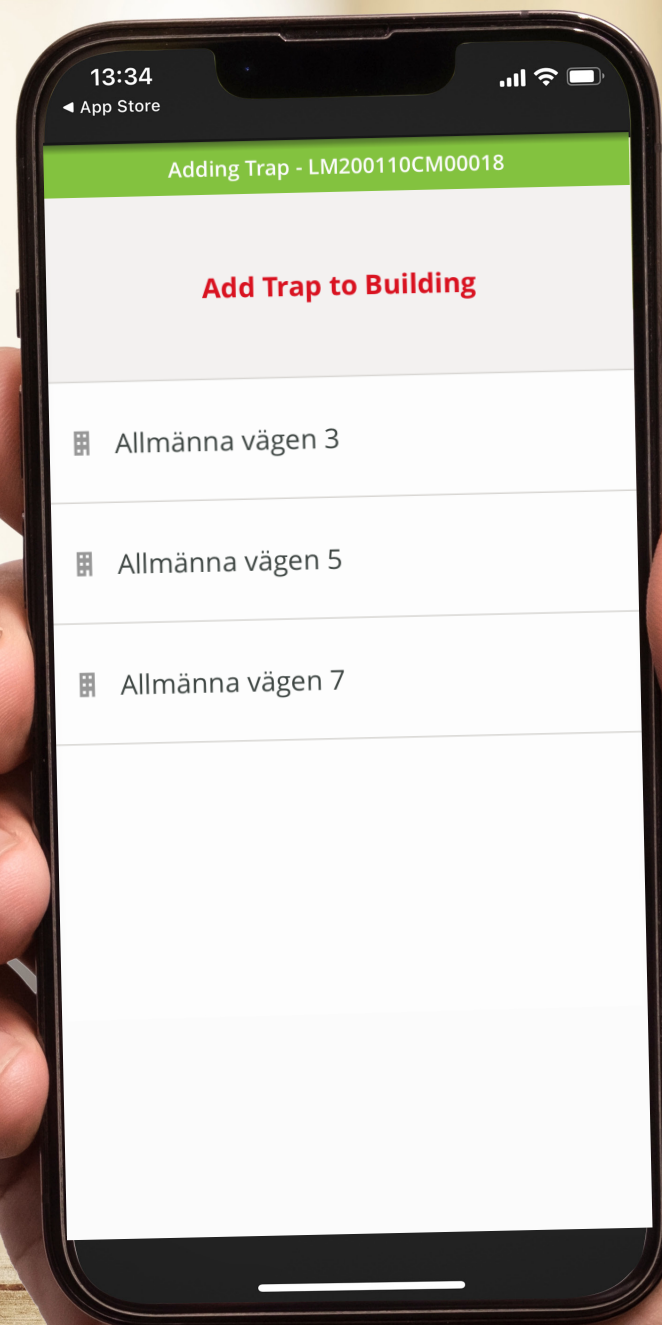 13:34
◀ App Store
Adding Trap - LM200110CM00018
Add Trap to Building
Allmänna vägen 3
Allmänna vägen 5
Allmänna vägen 7